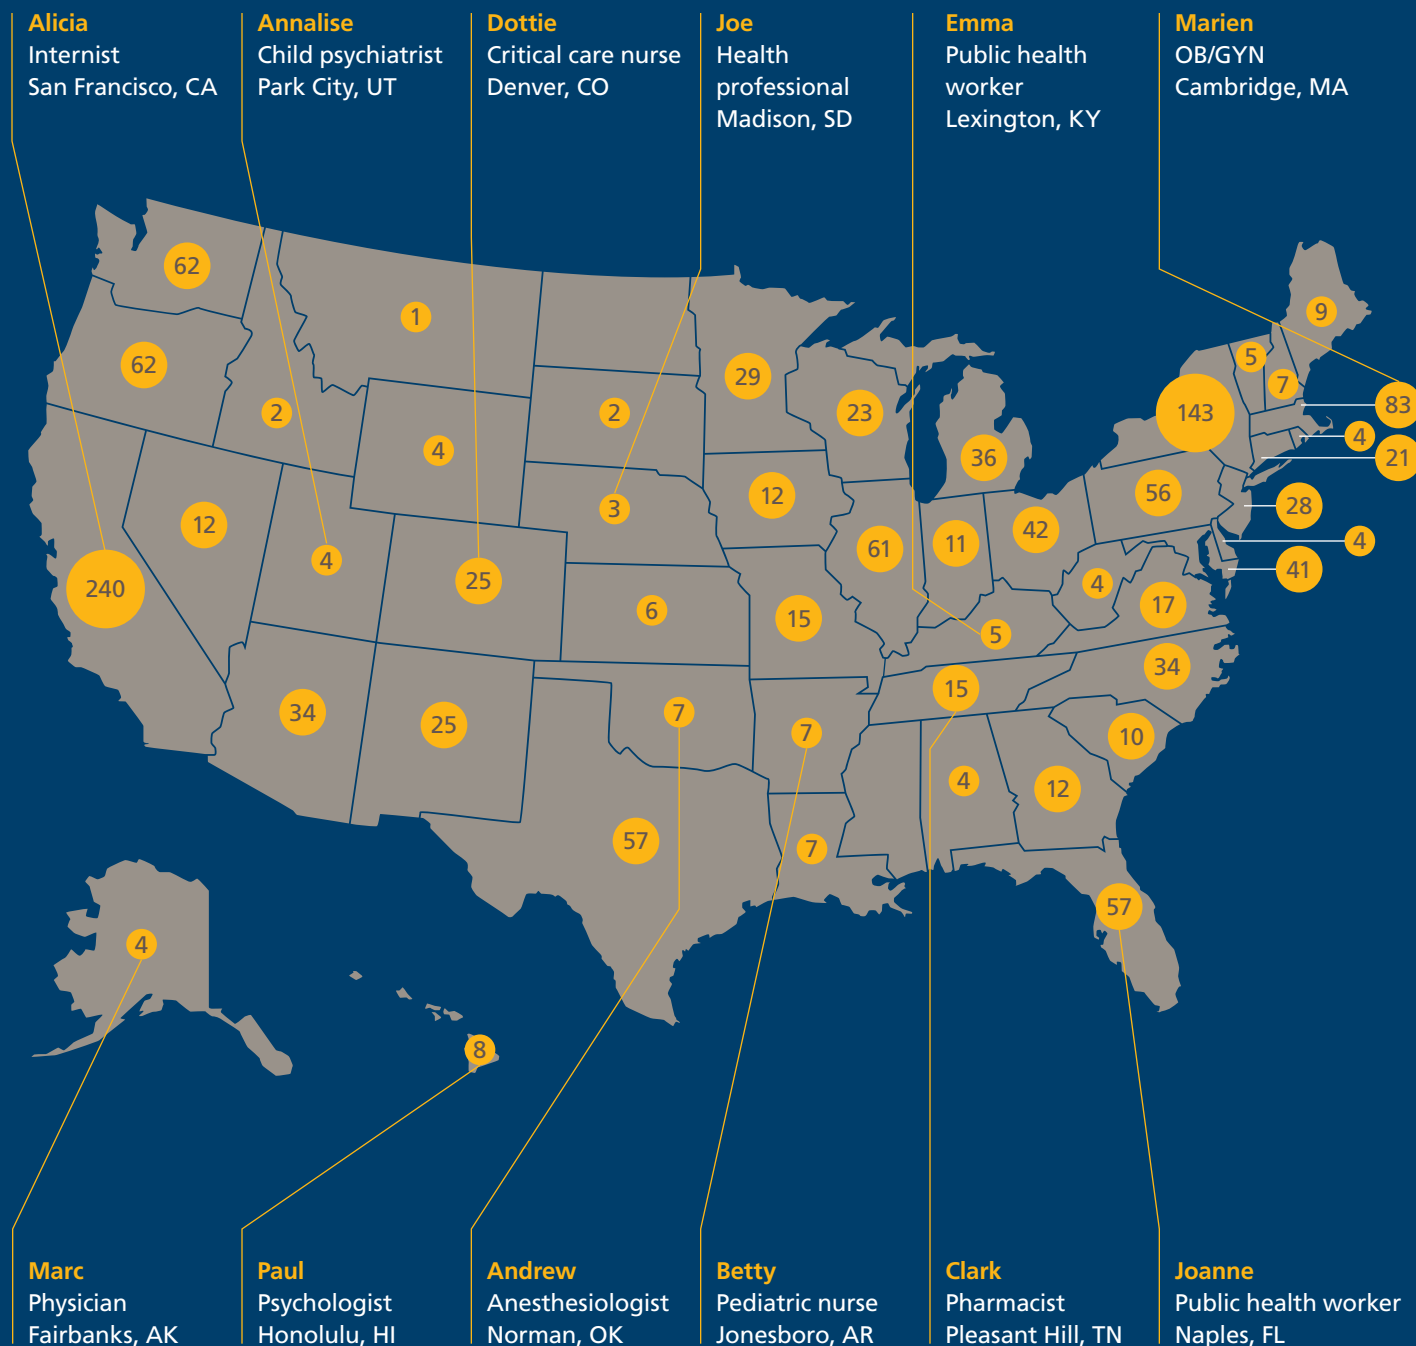 Alicia
Internist
San Francisco, CA
Annalise
Child psychiatrist
Park City, UT
Dottie
Critical care nurse
Denver, CO
Joe
Health
professional
Madison, SD
Emma
Public health
worker
Lexington, KY
Marien
OB/GYN
Cambridge, MA
62
1
9
62
29
5
7
2
2
23
143
83
4
4
36
21
12
3
12
56
28
4
240
4
25
61
11
42
4
41
6
15
5
17
34
25
7
15
34
7
4
12
10
57
7
57
4
8
Marc
Physician
Fairbanks, AK
Paul
Psychologist
Honolulu, HI
Andrew
Anesthesiologist
Norman, OK
Betty
Pediatric nurse
Jonesboro, AR
Clark
Pharmacist
Pleasant Hill, TN
Joanne
Public health worker
Naples, FL